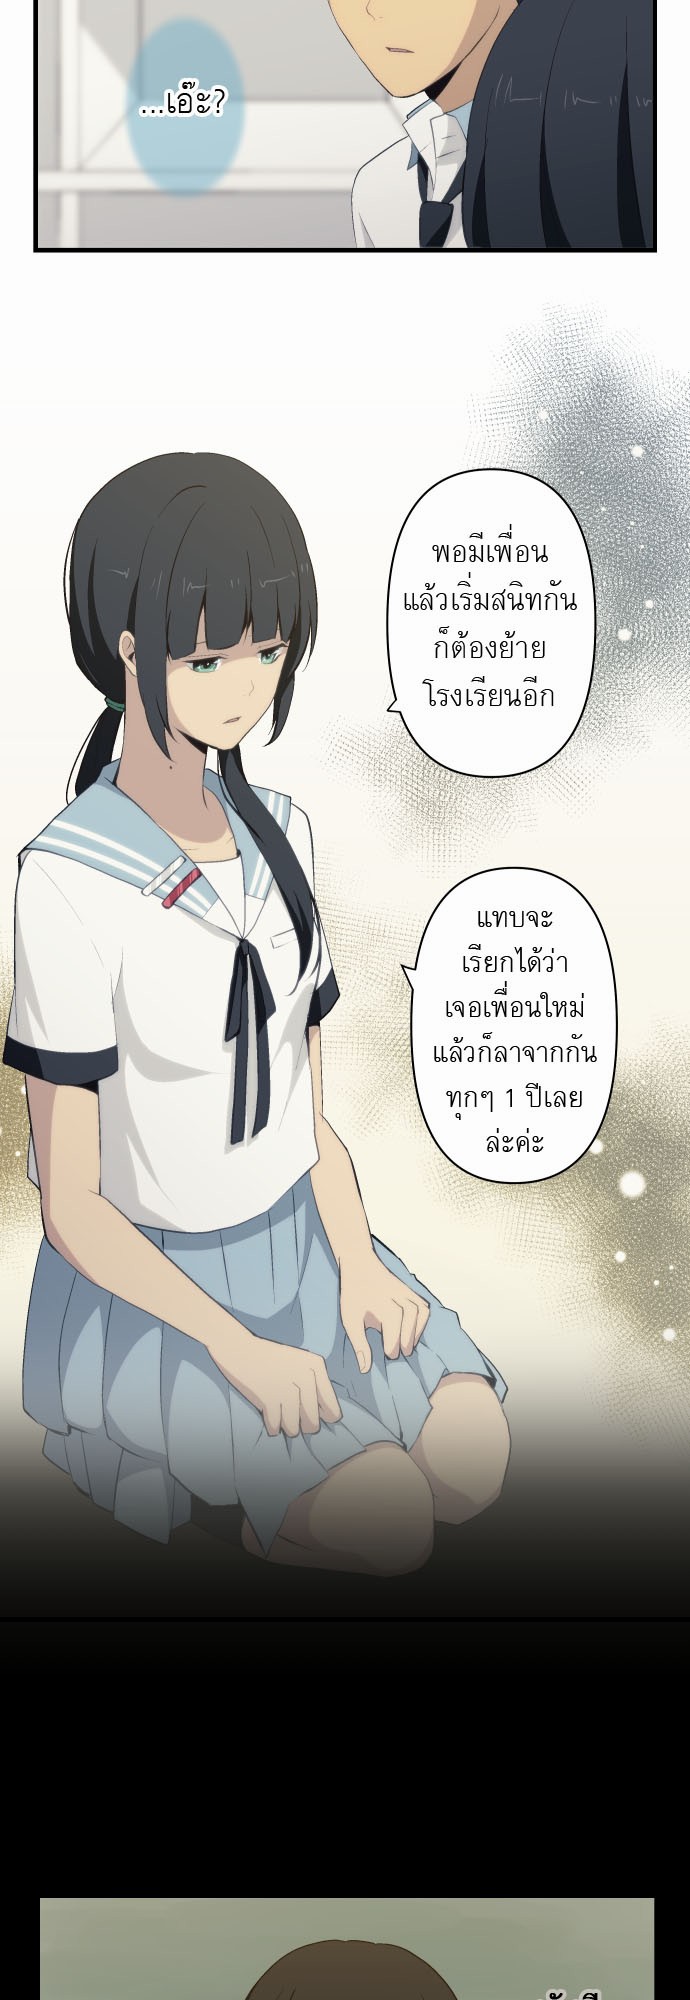 ...เอ๊ะ?
พอมีเพื่อน
แล้วเริ่มสนิทกัน
ก็ต้องย้าย
โรงเรียนอีก
แทบจะ
เรียกได้ว่า
เจอเพื่อนใหม่
แล้วก็ลาจากกัน
ทุกๆ 1 ปีเลย
ล่ะค่ะ